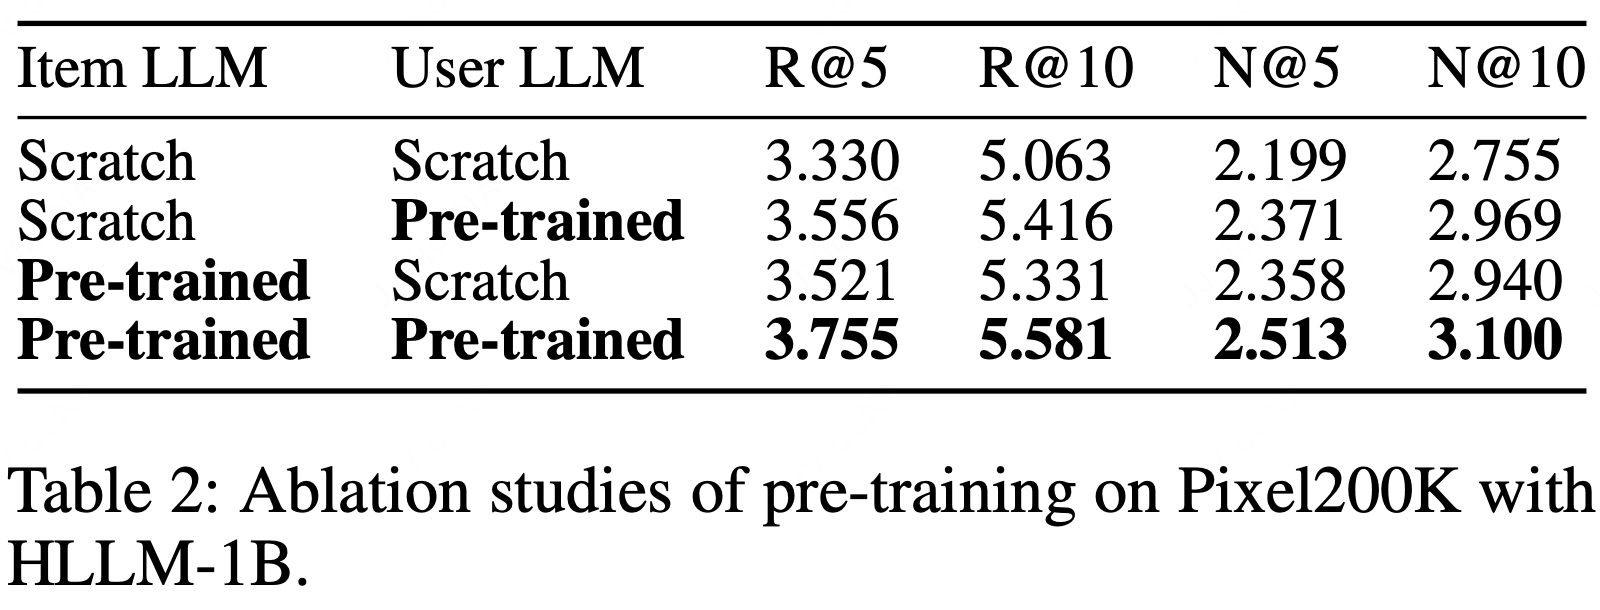 Item LLM User LLM R@5 R@10 N@5 N@10
Scratch Scratch 3.330 5.063 2.199 2.755
Scratch Pre-trained 3.556 5.416 2.371 2.969
Pre-trained Scratch 3.521 5.331 2.358 2.940
Pre-trained Pre-trained 3.755 5.581 2.513 3.100
Table 2: Ablation studies of pre-training on Pixel200K with
HLLM-1B.